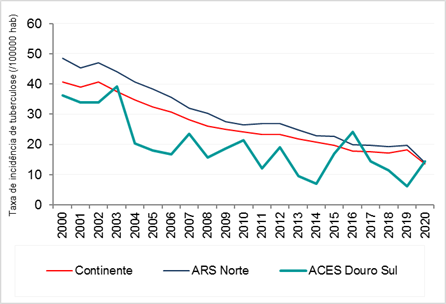 Taxa de incidência de tuberculose (/100000 hab)
60
50
40
30
20
10
0
2000 2001 2002 2003 2004 2005 2006 2007 2008 2009 2010 2011 2012 2013 2014 2015 2016 2017 2018 2019 2020
Continente ARS Norte ACES Douro Sul